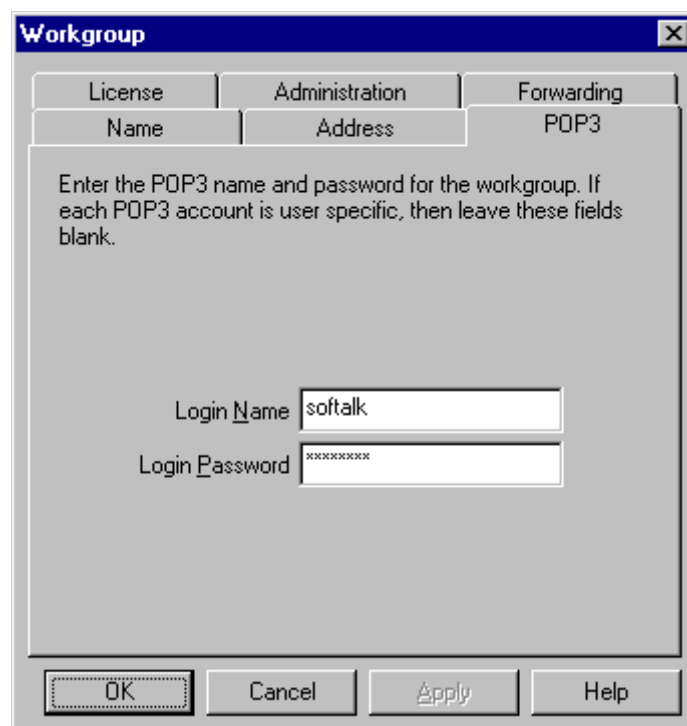 Workgroup
License Administration Forwarding
Name Address POP3
Enter the POP3 name and password for the workgroup. If
each POP3 account is user specific, then leave these fields
blank.
Login Name softalk
Login Password ********
OK Cancel Apply Help